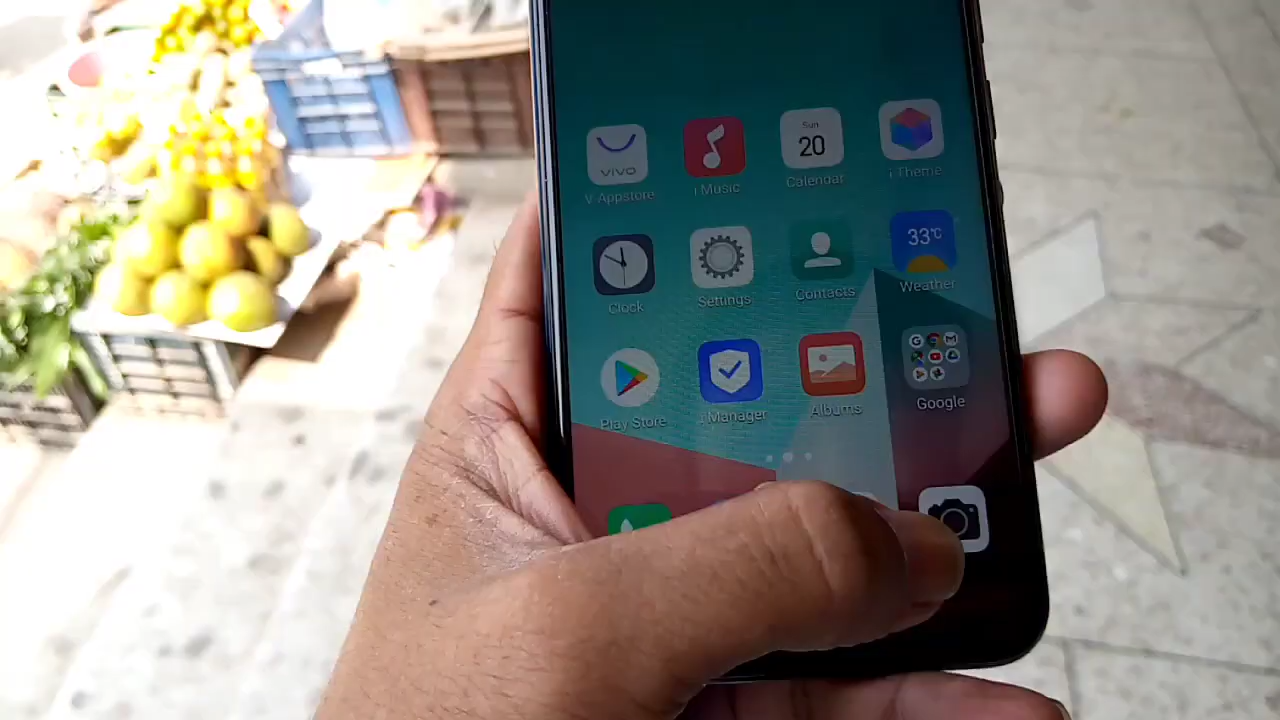 Sun
20
vivo
V-Appstore
i Music
Calendar
i Theme
33°C
Clock
Settings
Contacts
Weather
Play Store
i Manager
Albums
Google